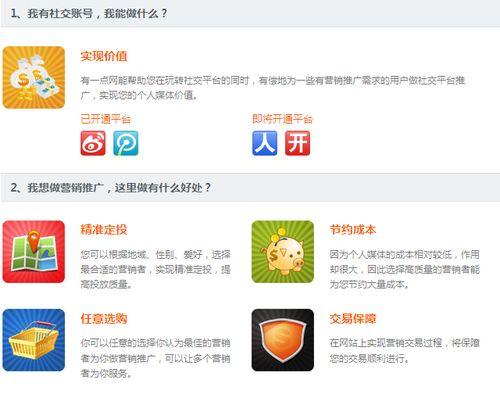 1、我有社交账号，我能做什么？
实现价值
有一点网能帮助您在玩转社交平台的同时，有偿地为一些有营销推广需求的用户做社交平台推
广，实现您的个人媒体价值。
已开通平台
即将开通平台
人
开
2、我想做营销推广，这里做有什么好处？
精准定投
您可以根据地域、性别、爱好，选择
最合适的营销者，实现精准定投，提
高投放质量。
节约成本
因为个人媒体的成本相对较低，作用
却很大，因此选择高质量的营销者能
为您节约大量成本。
任意选购
你可以任意的选择你认为最佳的营销
者为你做营销推广，可以让多个营销
者为你服务。
交易保障
在网站上实现营销交易过程，将保障
您的交易顺利进行。